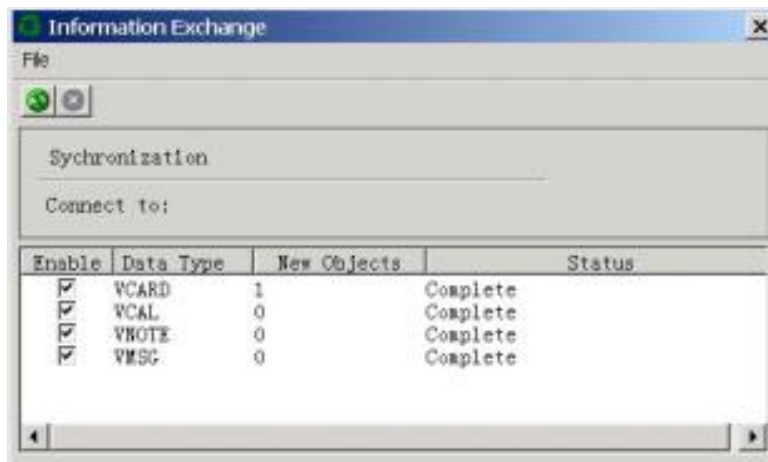 Information Exchange
File
Sychronization
Connect to:
Enable Data Type New Objects Status
VCARD 1 Complete
VCAL 0 Complete
VNOTE 0 Complete
VMSG 0 Complete